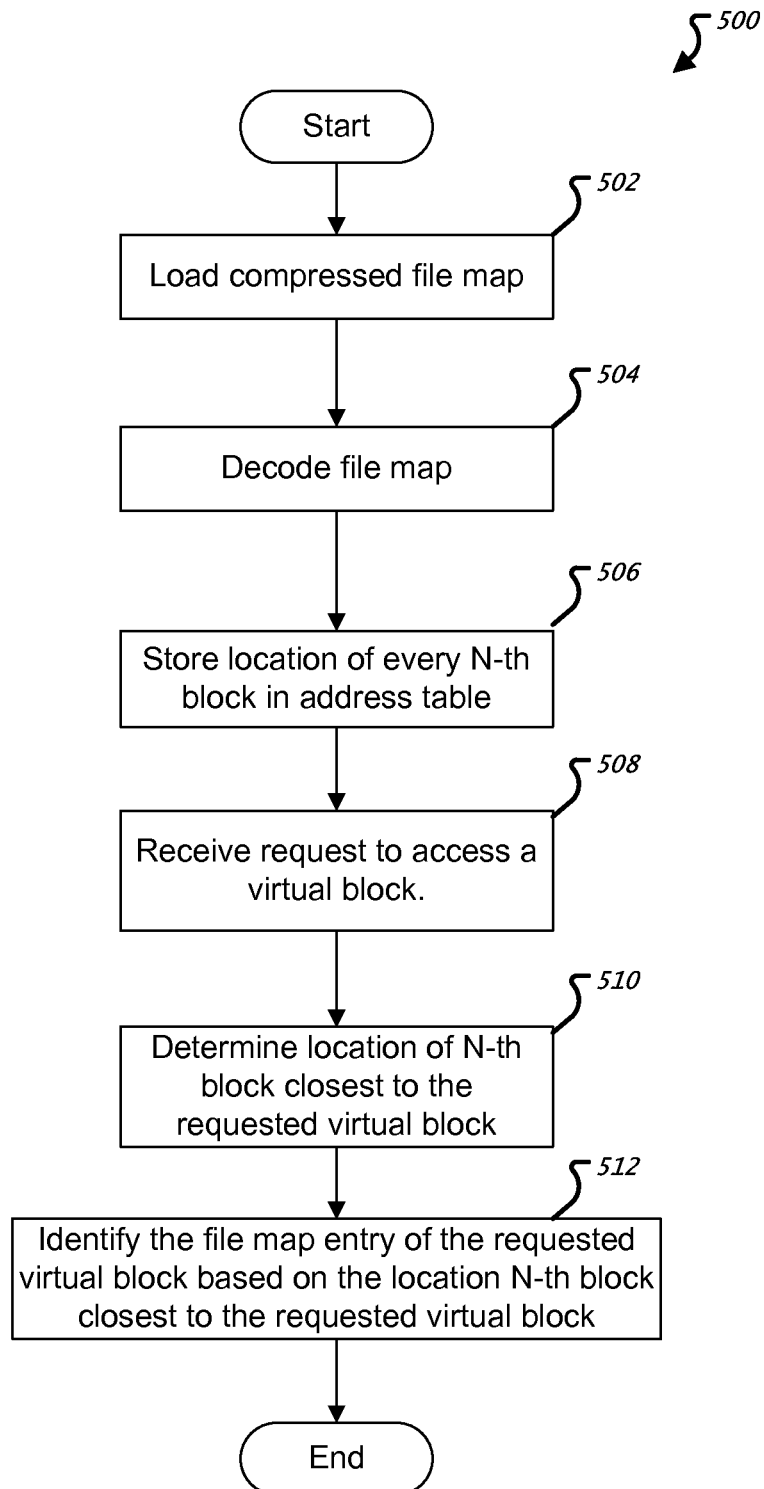 500
Start
502
Load compressed file map
504
Decode file map
506
Store location of every N-th
block in address table
508
Receive request to access a
virtual block.
510
Determine location of N-th
block closest to the
requested virtual block
512
Identify the file map entry of the requested
virtual block based on the location N-th block
closest to the requested virtual block
End